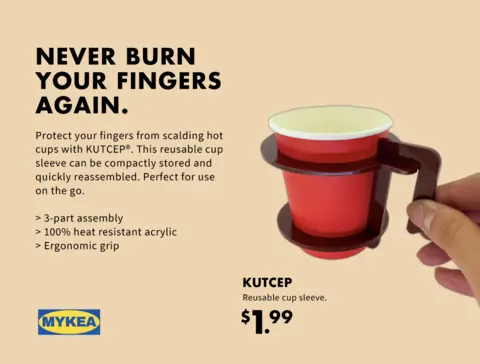 NEVER BURN
YOUR FINGERS
AGAIN.
Protect your fingers from scalding hot
cups with KUTCEP®. This reusable cup
sleeve can be compactly stored and
quickly reassembled. Perfect for use
on the go.
> 3-part assembly
> 100% heat resistant acrylic
> Ergonomic grip
KUTCEP
Reusable cup sleeve.
$1.99
MYKEA